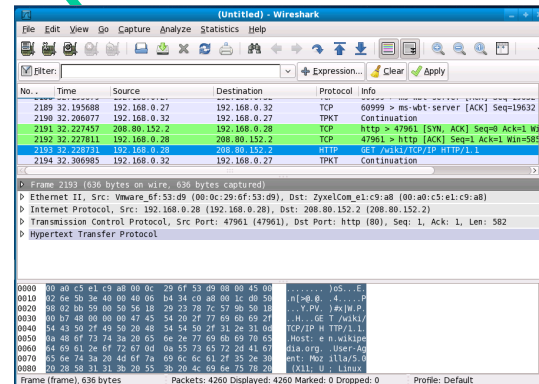 (Untitled) - Wireshark
File Edit View Go Capture Analyze Statistics Help
Filter: Expression... Clear Apply
No. . Time Source Destination Protocol Info
2189 32.195688 192.168.0.27 192.168.0.32 TCP 60999 > ms-wbt-server [ACK] Seq=19632
2190 32.206077 192.168.0.32 192.168.0.27 TPKT Continuation
2191 32.227457 208.80.152.2 192.168.0.28 TCP http > 47961 [SYN, ACK] Seq=0 Ack=1 Wi
2192 32.227811 192.168.0.28 208.80.152.2 TCP 47961 > http [ACK] Seq=1 Ack=1 Win=585
2193 32.228731 192.168.0.28 208.80.152.2 HTTP GET /wiki/TCP/IP HTTP/1.1
2194 32.306985 192.168.0.32 192.168.0.27 TPKT Continuation
Frame 2193 (636 bytes on wire, 636 bytes captured)
Ethernet II, Src: Vmware_6f:53:d9 (00:0c:29:6f:53:d9), Dst: ZyxelCom_e1:c9:a8 (00:a0:c5:e1:c9:a8)
Internet Protocol, Src: 192.168.0.28 (192.168.0.28), Dst: 208.80.152.2 (208.80.152.2)
Transmission Control Protocol, Src Port: 47961 (47961), Dst Port: http (80), Seq: 1, Ack: 1, Len: 582
Hypertext Transfer Protocol
0000 00 a0 c5 e1 c9 a8 00 0c 29 6f 53 d9 08 00 45 00 ........ )oS...E.
0010 02 6e 5b 3e 40 00 40 06 b4 34 c0 a8 00 1c d0 50 .n[>@.@. .4.....P
0020 98 02 bb 59 00 50 56 18 29 23 78 7c 57 9b 50 18 ...Y.PV. )#x|W.P.
0030 00 b7 48 00 00 00 47 45 54 20 2f 77 69 6b 69 2f ..H...GE T /wiki/
0040 54 43 50 2f 49 50 20 48 54 54 50 2f 31 2e 31 0d TCP/IP H TTP/1.1.
0050 0a 48 6f 73 74 3a 20 65 6e 2e 77 69 6b 69 70 65 .Host: e n.wikipe
0060 64 69 61 2e 6f 72 67 0d 0a 55 73 65 72 2d 41 67 dia.org. .User-Ag
0070 65 6e 74 3a 20 4d 6f 7a 69 6c 6c 61 2f 35 2e 30 ent: Moz illa/5.0
0080 20 28 58 31 31 3b 20 55 3b 20 4c 69 6e 75 78 20 (X11; U ; Linux
Frame (frame), 636 bytes Packets: 4260 Displayed: 4260 Marked: 0 Dropped: 0 Profile: Default